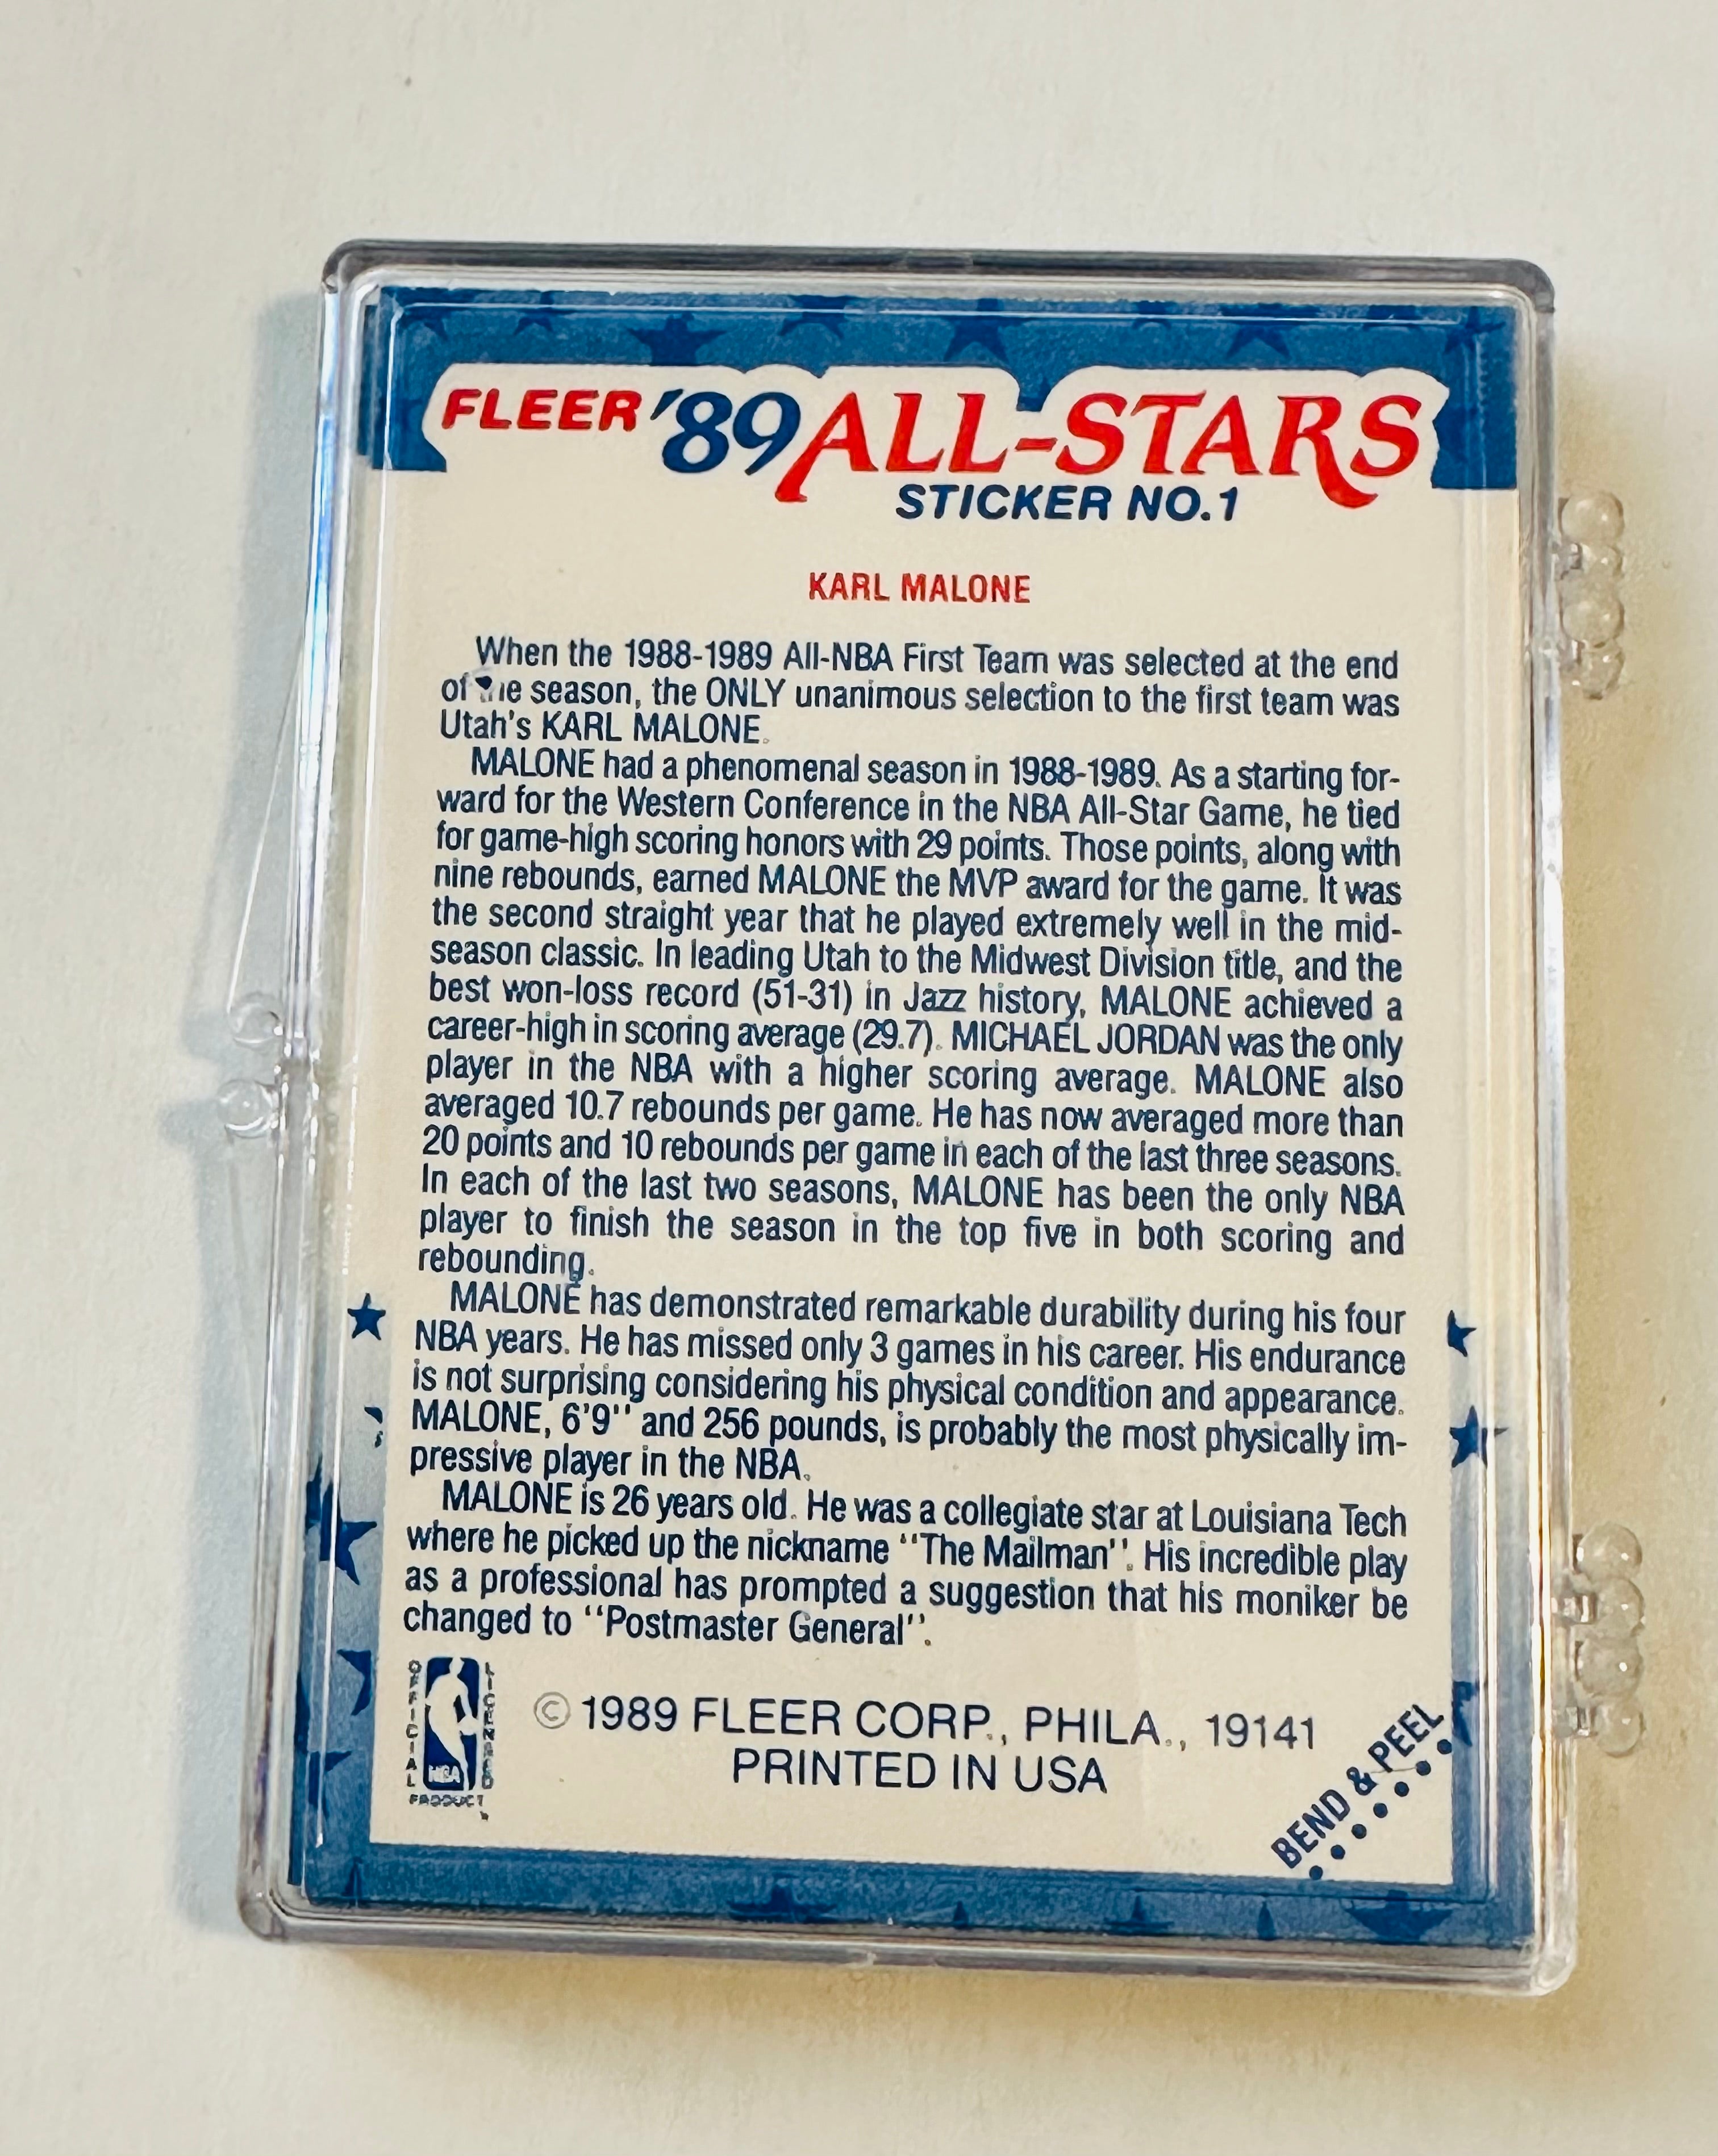 FLEER '89 ALL-STARS
STICKER NO.1
KARL MALONE
When the 1988-1989 All-NBA First Team was selected at the end
of season, the ONLY unanimous selection to the first team was
Utah's KARL MALONE.
MALONE had a phenomenal season in 1988-1989. As a starting for-
ward for the Western Conference in the NBA All-Star Game, he tied
for game-high scoring honors with 29 points. Those points, along with
nine rebounds, earned MALONE the MVP award for the game. It was
the second straight year that he played extremely well in the mid-
season classic. In leading Utah to the Midwest Division title, and the
best won-loss record (51-31) in Jazz history, MALONE achieved a
career-high in scoring average (29.7). MICHAEL JORDAN was the only
player in the NBA with a higher scoring average. MALONE also
averaged 10.7 rebounds per game. He has now averaged more than
20 points and 10 rebounds per game in each of the last three seasons.
In each of the last two seasons, MALONE has been the only NBA
player to finish the season in the top five in both scoring and
rebounding.
MALONE has demonstrated remarkable durability during his four
NBA years. He has missed only 3 games in his career. His endurance
is not surprising considering his physical condition and appearance.
MALONE, 6'9'' and 256 pounds, is probably the most physically im-
pressive player in the NBA.
MALONE is 26 years old. He was a collegiate star at Louisiana Tech
where he picked up the nickname ''The Mailman''. His incredible play
as a professional has prompted a suggestion that his moniker be
changed to ''Postmaster General''.
OFFICIAL NBA LICENSED PRODUCT
© 1989 FLEER CORP., PHILA., 19141
PRINTED IN USA
BEND & PEEL